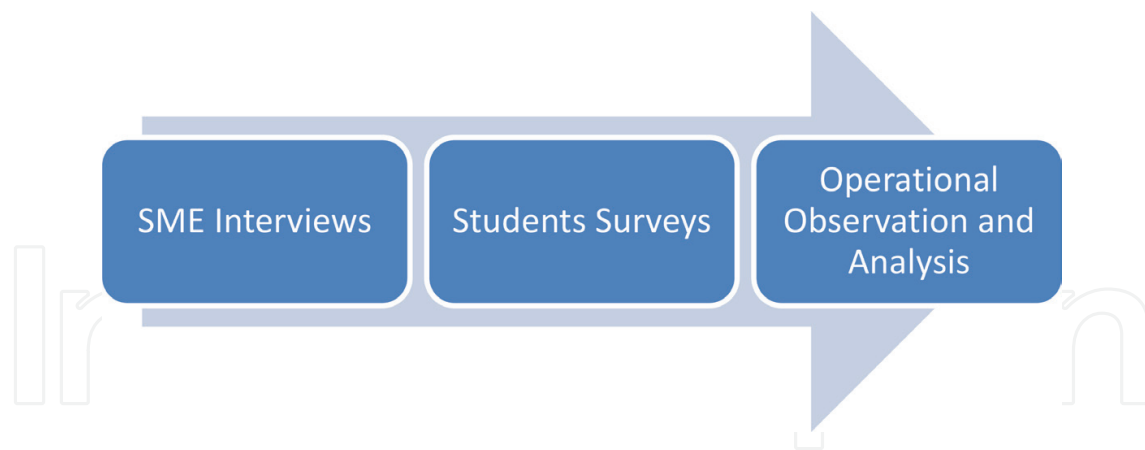 SME Interviews
Students Surveys
Operational
Observation and
Analysis